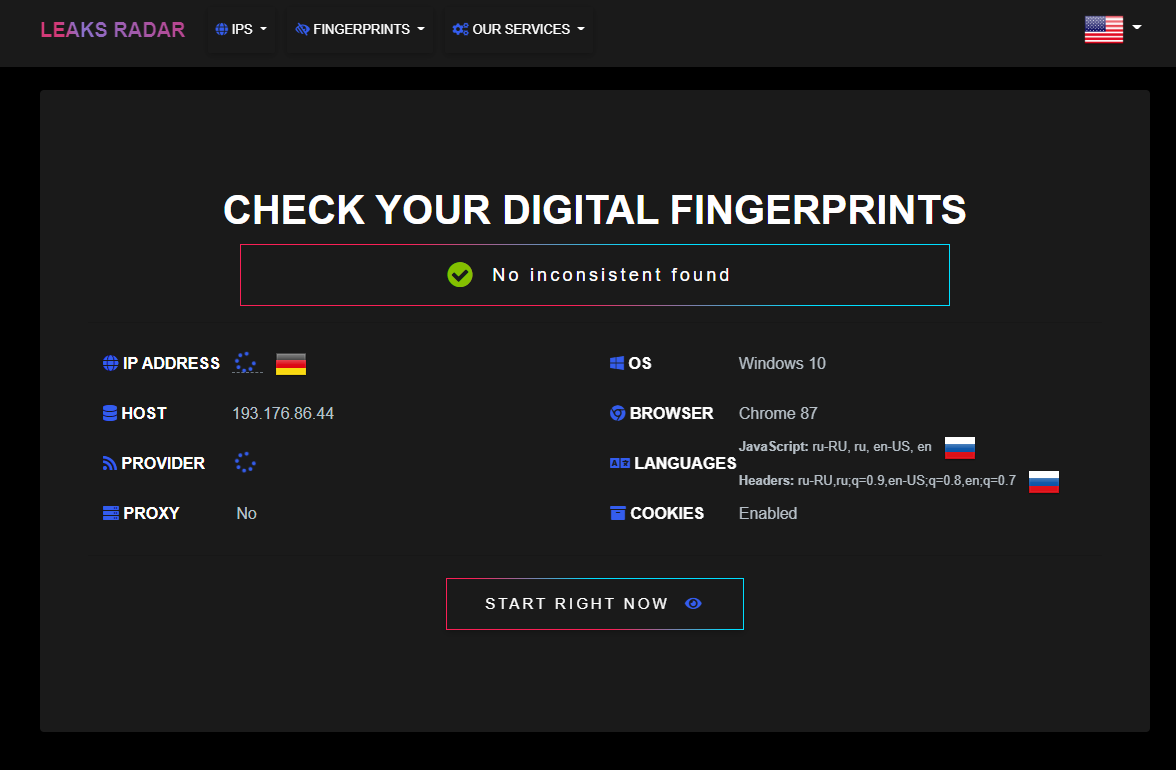 LEAKS RADAR IPS FINGERPRINTS OUR SERVICES
CHECK YOUR DIGITAL FINGERPRINTS
No inconsistent found
IP ADDRESS
HOST 193.176.86.44
PROVIDER
PROXY No
OS Windows 10
BROWSER Chrome 87
LANGUAGES
JavaScript: ru-RU, ru, en-US, en
Headers: ru-RU,ru;q=0.9,en-US;q=0.8,en;q=0.7
COOKIES Enabled
START RIGHT NOW